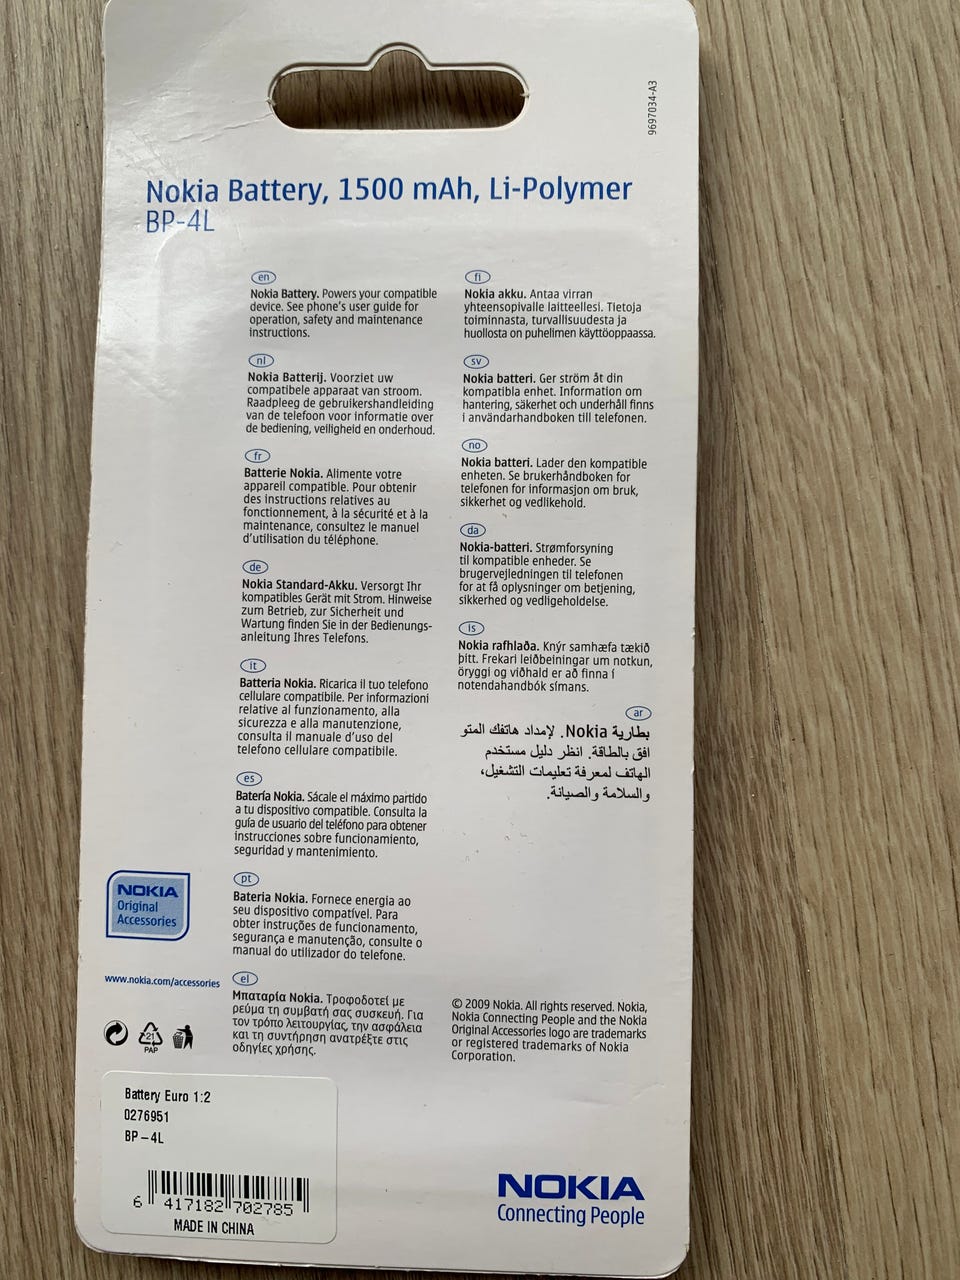 9697034-A3
Nokia Battery, 1500 mAh, Li-Polymer
BP-4L
en
Nokia Battery. Powers your compatible
device. See phone's user guide for
operation, safety and maintenance
instructions.
nl
Nokia Batterij. Voorziet uw
compatibele apparaat van stroom.
Raadpleeg de gebruikershandleiding
van de telefoon voor informatie over
de bediening, veiligheid en onderhoud.
fr
Batterie Nokia. Alimente votre
appareil compatible. Pour obtenir
des instructions relatives au
fonctionnement, à la sécurité et à la
maintenance, consultez le manuel
d'utilisation du téléphone.
de
Nokia Standard-Akku. Versorgt Ihr
kompatibles Gerät mit Strom. Hinweise
zum Betrieb, zur Sicherheit und
Wartung finden Sie in der Bedienungs-
anleitung Ihres Telefons.
it
Batteria Nokia. Ricarica il tuo telefono
cellulare compatibile. Per informazioni
relative al funzionamento, alla
sicurezza e alla manutenzione,
consulta il manuale d'uso del
telefono cellulare compatibile.
es
Batería Nokia. Sácale el máximo partido
a tu dispositivo compatible. Consulta la
guía de usuario del teléfono para obtener
instrucciones sobre funcionamiento,
seguridad y mantenimiento.
pt
Bateria Nokia. Fornece energia ao
seu dispositivo compatível. Para
obter instruções de funcionamento,
segurança e manutenção, consulte o
manual do utilizador do telefone.
el
Μπαταρία Nokia. Τροφοδοτεί με
ρεύμα τη συμβατή σας συσκευή. Για
τον τρόπο λειτουργίας, την ασφάλεια
και τη συντήρηση ανατρέξτε στις
οδηγίες χρήσης.
fi
Nokia akku. Antaa virran
yhteensopivalle laitteellesi. Tietoja
toiminnasta, turvallisuudesta ja
huollosta on puhelimen käyttöoppaassa.
sv
Nokia batteri. Ger ström åt din
kompatibla enhet. Information om
hantering, säkerhet och underhåll finns
i användarhandboken till telefonen.
no
Nokia batteri. Lader den kompatible
enheten. Se brukerhåndboken for
telefonen for informasjon om bruk,
sikkerhet og vedlikehold.
da
Nokia-batteri. Strømforsyning
til kompatible enheder. Se
brugervejledningen til telefonen
for at få oplysninger om betjening,
sikkerhed og vedligeholdelse.
is
Nokia rafhlaða. Knýr samhæfa tækið
þitt. Frekari leiðbeiningar um notkun,
öryggi og viðhald er að finna í
notendahandbók símans.
ar
بطارية Nokia. لإمداد هاتفك المتو
افق بالطاقة. انظر دليل مستخدم
الهاتف لمعرفة تعليمات التشغيل،
والسلامة والصيانة.
NOKIA
Original
Accessories
www.nokia.com/accessories
21
PAP
© 2009 Nokia. All rights reserved. Nokia,
Nokia Connecting People and the Nokia
Original Accessories logo are trademarks
or registered trademarks of Nokia
Corporation.
Battery Euro 1:2
0276951
BP-4L
6 417182 702785
MADE IN CHINA
NOKIA
Connecting People